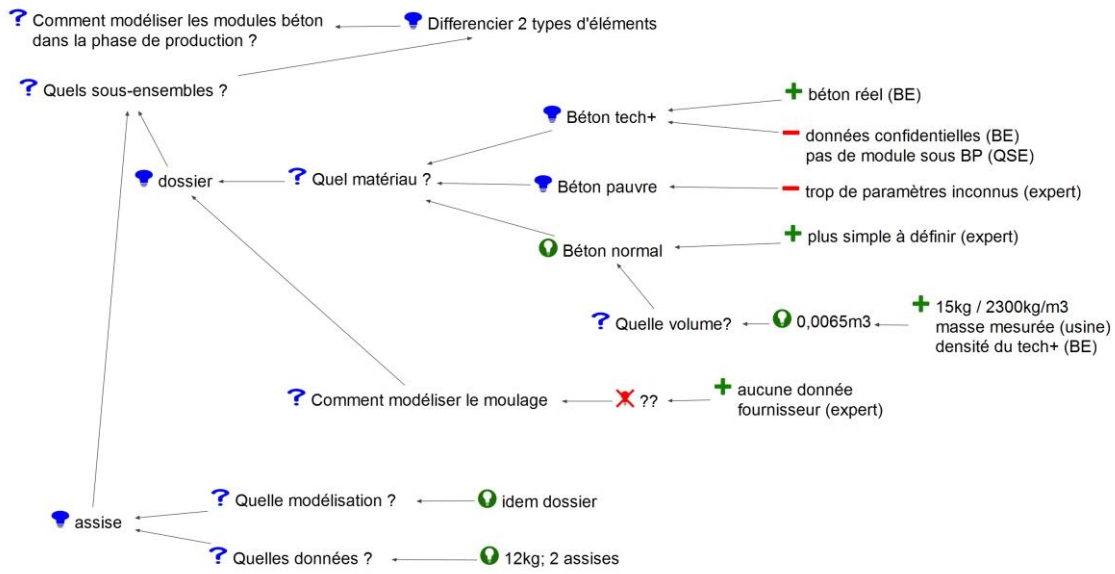 ? Comment modéliser les modules béton
dans la phase de production ?
Differencier 2 types d'éléments
? Quels sous-ensembles ?
béton réel (BE)
Béton tech+
données confidentielles (BE)
pas de module sous BP (QSE)
dossier
? Quel matériau ?
Béton pauvre
trop de paramètres inconnus (expert)
plus simple à définir (expert)
Béton normal
? Quelle volume?
0,0065m3
15kg / 2300kg/m3
masse mesurée (usine)
densité du tech+ (BE)
? Comment modéliser le moulage
??
aucune donnée
fournisseur (expert)
? Quelle modélisation ?
idem dossier
assise
? Quelles données ?
12kg; 2 assises